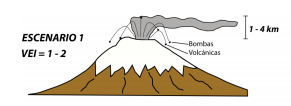 ESCENARIO 1
VEI = 1 - 2
1 - 4 km
Bombas
Volcánicas